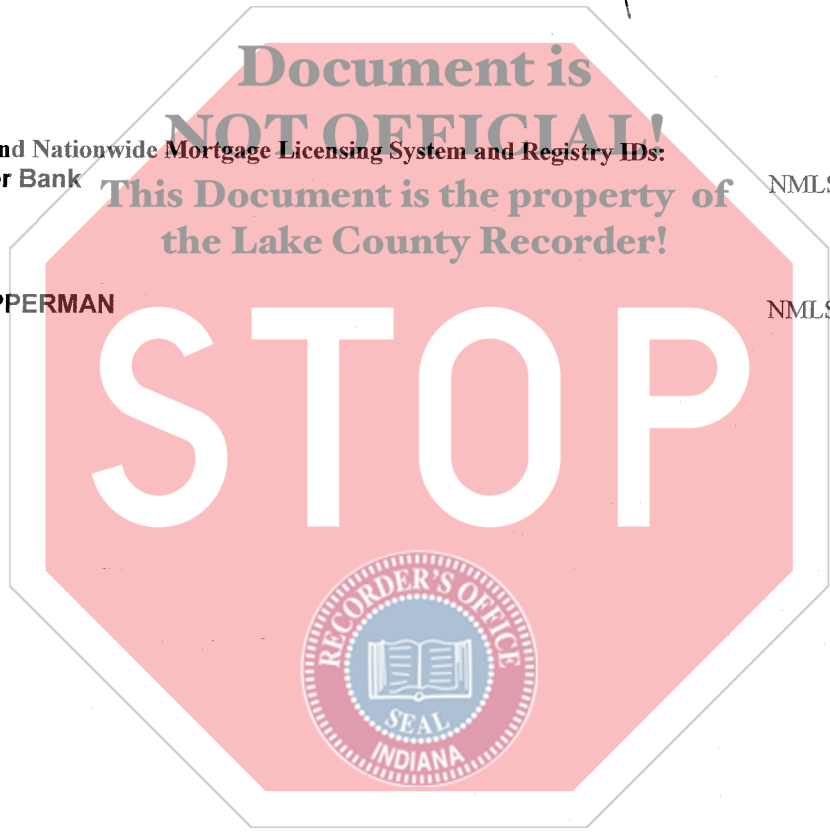 Document is
NOT OFFICIAL!
nd Nationwide Mortgage Licensing System and Registry IDs:
er Bank
NMLS
This Document is the property of
the Lake County Recorder!
PPERMAN
NMLS
STOP
RECORDER'S OFFICE
SEAL
INDIANA